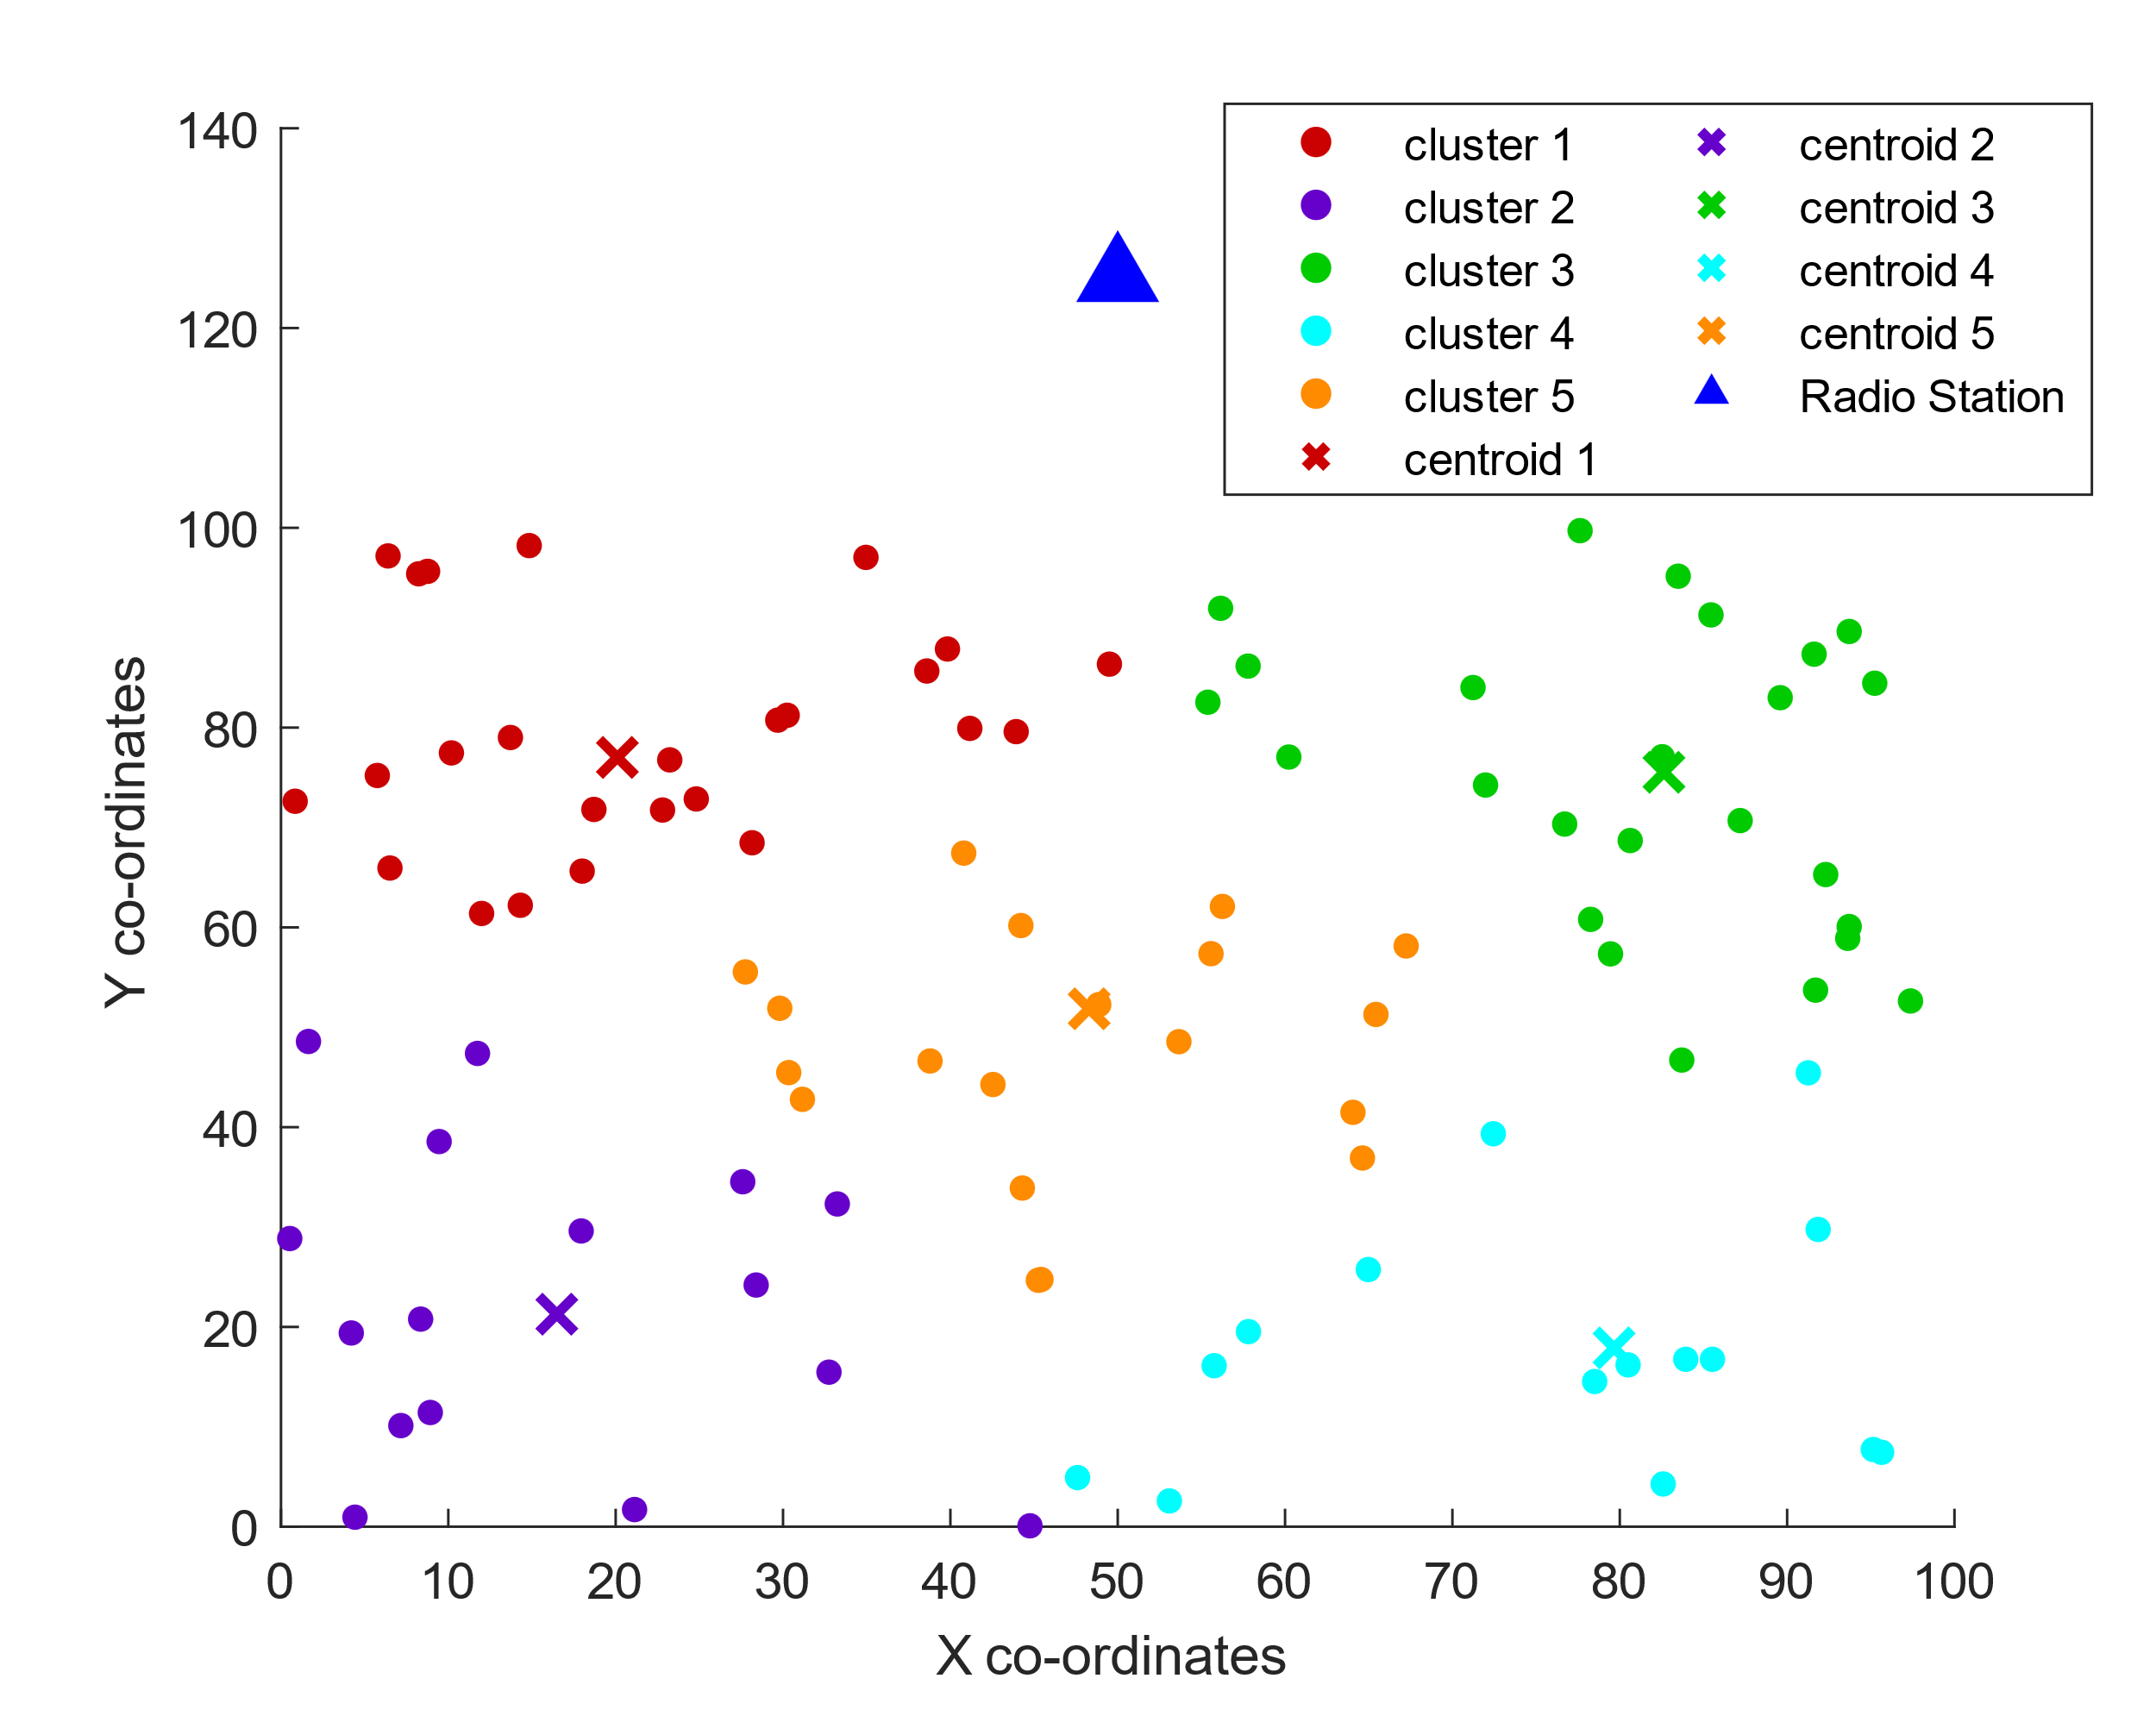 140
120
100
80
60
40
20
0
0 10 20 30 40 50 60 70 80 90 100
X co-ordinates
Y co-ordinates
cluster 1
cluster 2
cluster 3
cluster 4
cluster 5
centroid 1
centroid 2
centroid 3
centroid 4
centroid 5
Radio Station